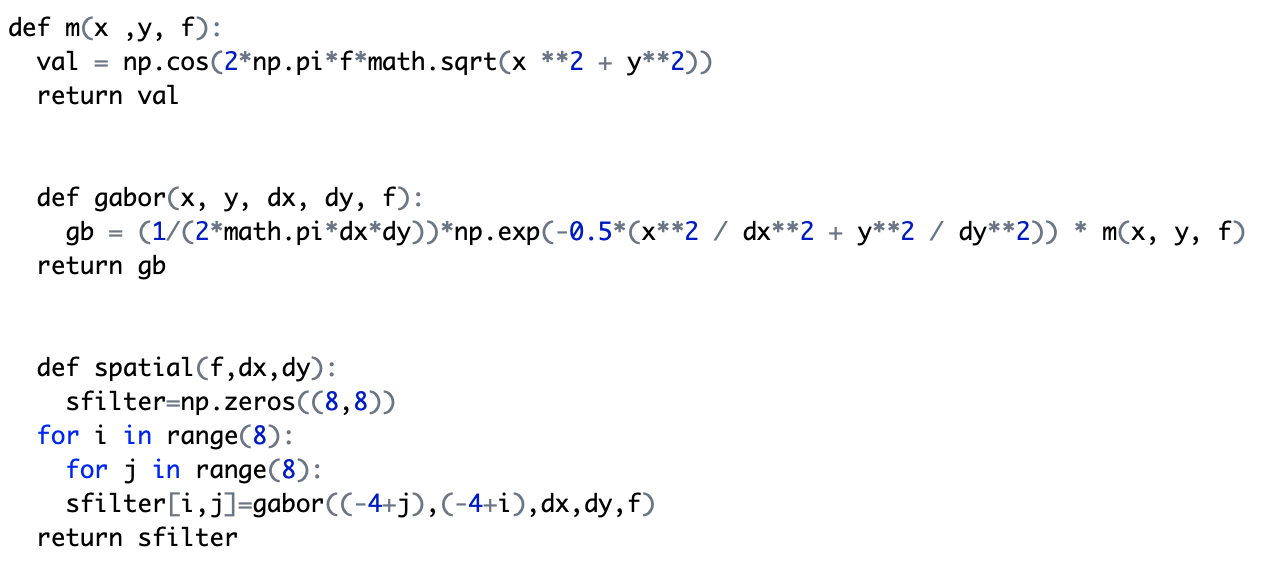 def m(x ,y, f):
  val = np.cos(2*np.pi*f*math.sqrt(x **2 + y**2))
  return val
  def gabor(x, y, dx, dy, f):
    gb = (1/(2*math.pi*dx*dy))*np.exp(-0.5*(x**2 / dx**2 + y**2 / dy**2)) * m(x, y, f)
  return gb
  def spatial(f,dx,dy):
    sfilter=np.zeros((8,8))
  for i in range(8):
    for j in range(8):
    sfilter[i,j]=gabor((-4+j),(-4+i),dx,dy,f)
  return sfilter